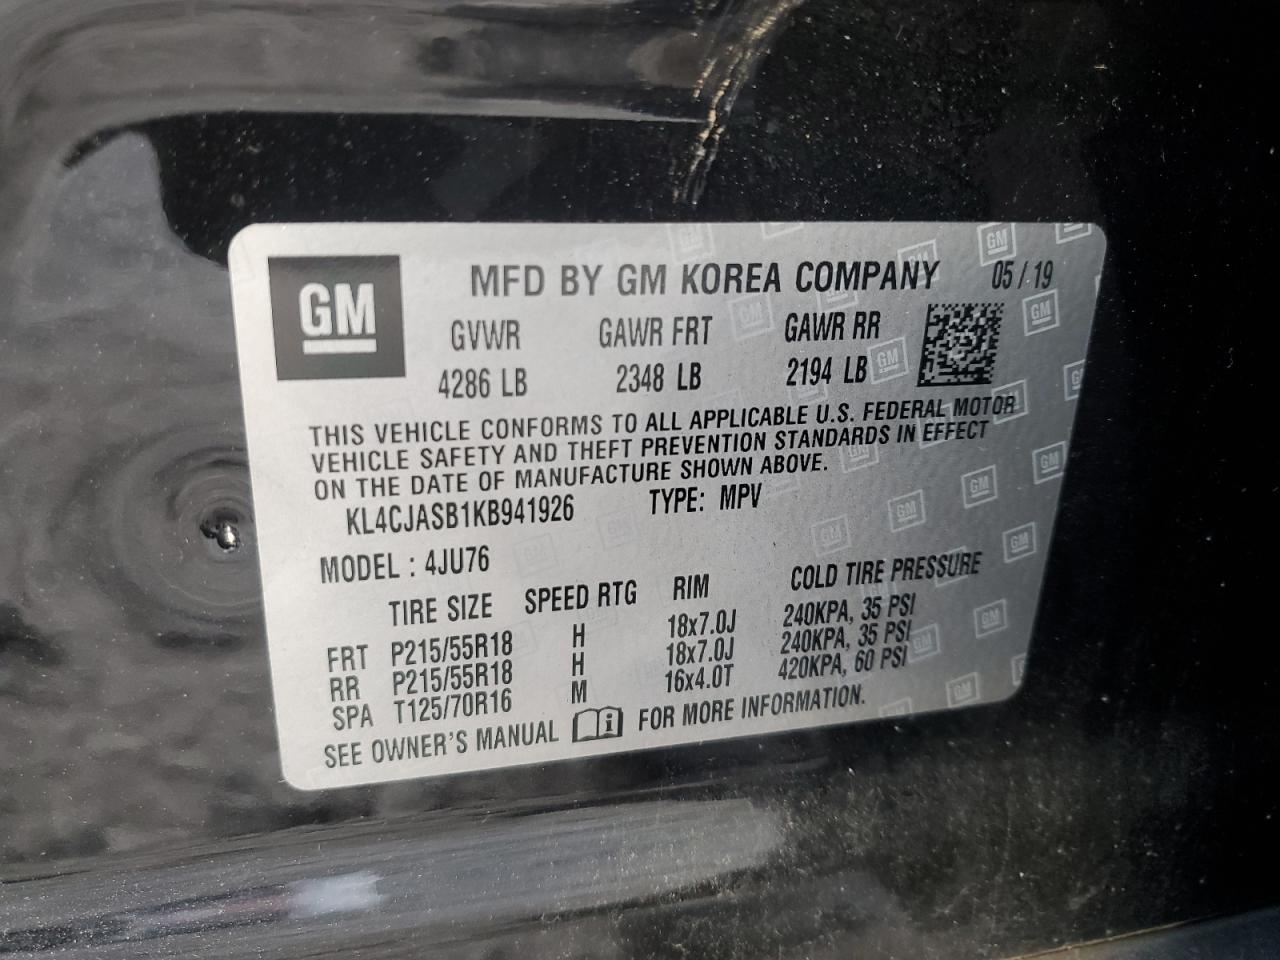 GM
MFD BY GM KOREA COMPANY 05 / 19
GVWR GAWR FRT GAWR RR
4286 LB 2348 LB 2194 LB
THIS VEHICLE CONFORMS TO ALL APPLICABLE U.S. FEDERAL MOTOR
VEHICLE SAFETY AND THEFT PREVENTION STANDARDS IN EFFECT
ON THE DATE OF MANUFACTURE SHOWN ABOVE.
KL4CJASB1KB941926 TYPE: MPV
MODEL : 4JU76
TIRE SIZE SPEED RTG RIM COLD TIRE PRESSURE
FRT P215/55R18 H 18x7.0J 240KPA, 35 PSI
RR P215/55R18 H 18x7.0J 240KPA, 35 PSI
SPA T125/70R16 M 16x4.0T 420KPA, 60 PSI
SEE OWNER'S MANUAL i FOR MORE INFORMATION.